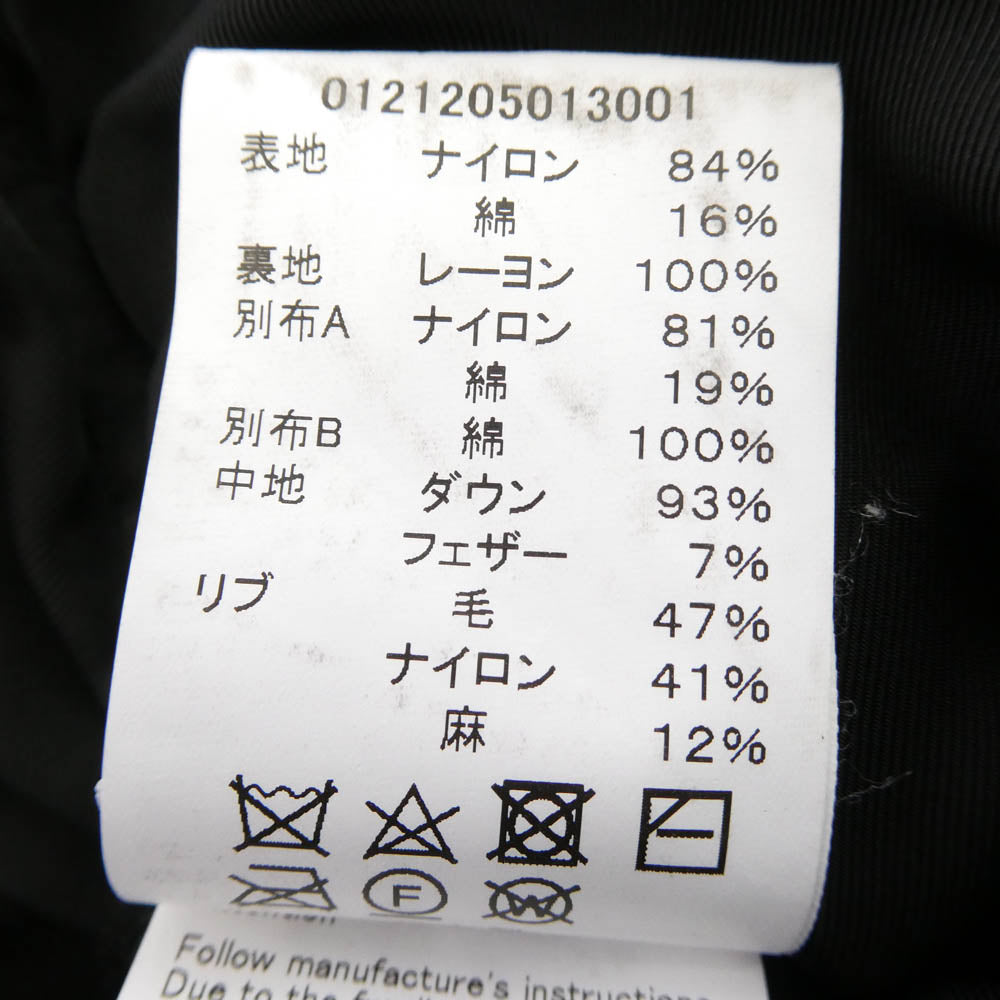 0121205013001
表地 ナイロン 84%
綿 16%
裏地 レーヨン 100%
別布A ナイロン 81%
綿 19%
別布B 綿 100%
中地 ダウン 93%
フェザー 7%
リブ 毛 47%
ナイロン 41%
麻 12%
F W
Follow manufacture's instructions
Due to the